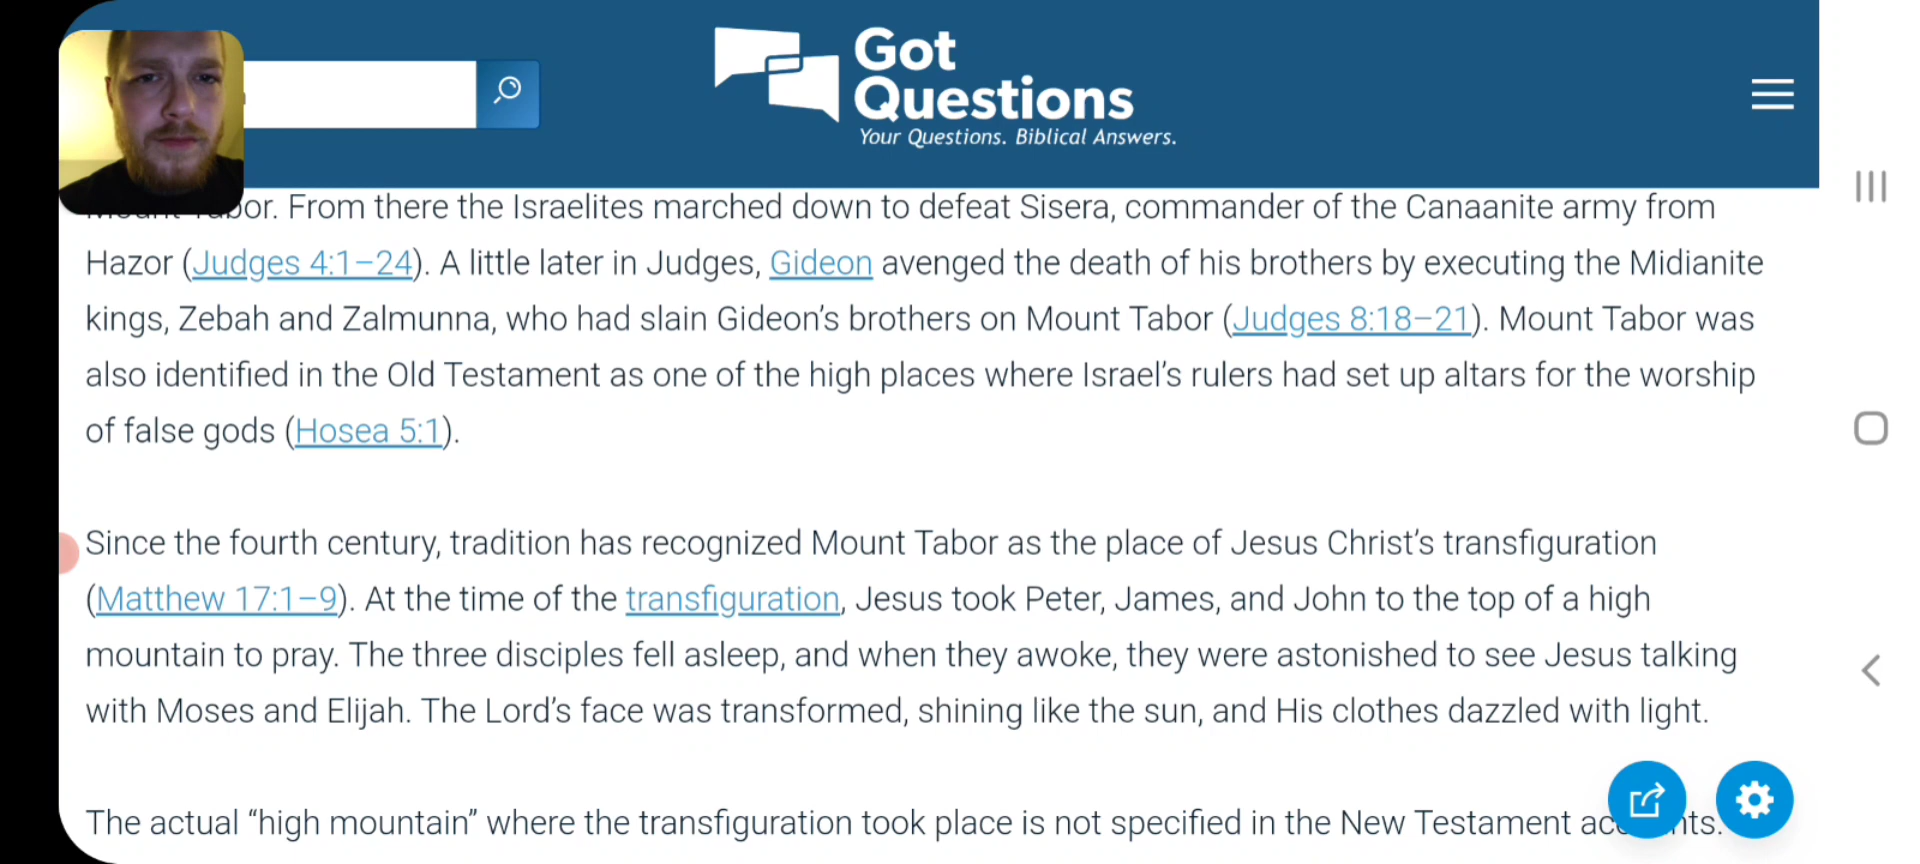 Got
Questions
Your Questions. Biblical Answers.
Mount Tabor. From there the Israelites marched down to defeat Sisera, commander of the Canaanite army from
Hazor (Judges 4:1–24). A little later in Judges, Gideon avenged the death of his brothers by executing the Midianite
kings, Zebah and Zalmunna, who had slain Gideon’s brothers on Mount Tabor (Judges 8:18–21). Mount Tabor was
also identified in the Old Testament as one of the high places where Israel’s rulers had set up altars for the worship
of false gods (Hosea 5:1).
Since the fourth century, tradition has recognized Mount Tabor as the place of Jesus Christ’s transfiguration
(Matthew 17:1–9). At the time of the transfiguration, Jesus took Peter, James, and John to the top of a high
mountain to pray. The three disciples fell asleep, and when they awoke, they were astonished to see Jesus talking
with Moses and Elijah. The Lord’s face was transformed, shining like the sun, and His clothes dazzled with light.
The actual “high mountain” where the transfiguration took place is not specified in the New Testament accounts.